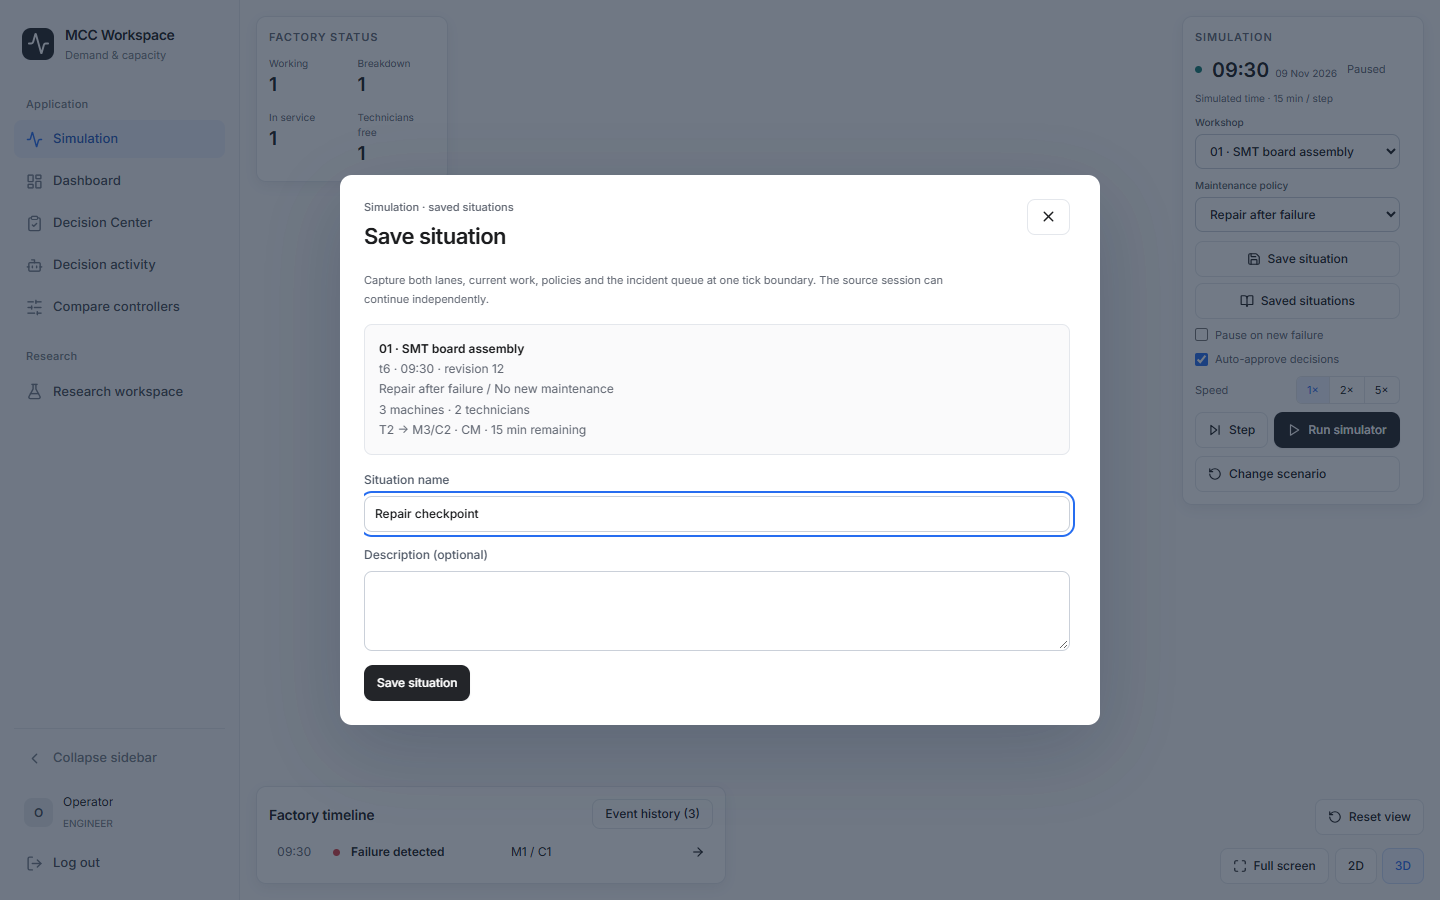 MCC Workspace
Demand & capacity
Application
Simulation
Dashboard
Decision Center
Decision activity
Compare controllers
Research
Research workspace
Collapse sidebar
O
Operator
ENGINEER
Log out
FACTORY STATUS
Working
1
Breakdown
1
In service
1
Technicians
free
1
Simulation · saved situations
Save situation
Capture both lanes, current work, policies and the incident queue at one tick boundary. The source session can
continue independently.
01 · SMT board assembly
t6 · 09:30 · revision 12
Repair after failure / No new maintenance
3 machines · 2 technicians
T2 → M3/C2 · CM · 15 min remaining
Situation name
Repair checkpoint
Description (optional)
Save situation
Factory timeline
Event history (3)
09:30 Failure detected M1 / C1
SIMULATION
09:30 09 Nov 2026 Paused
Simulated time · 15 min / step
Workshop
01 · SMT board assembly
Maintenance policy
Repair after failure
Save situation
Saved situations
Pause on new failure
Auto-approve decisions
Speed 1× 2× 5×
Step Run simulator
Change scenario
Reset view
Full screen 2D 3D